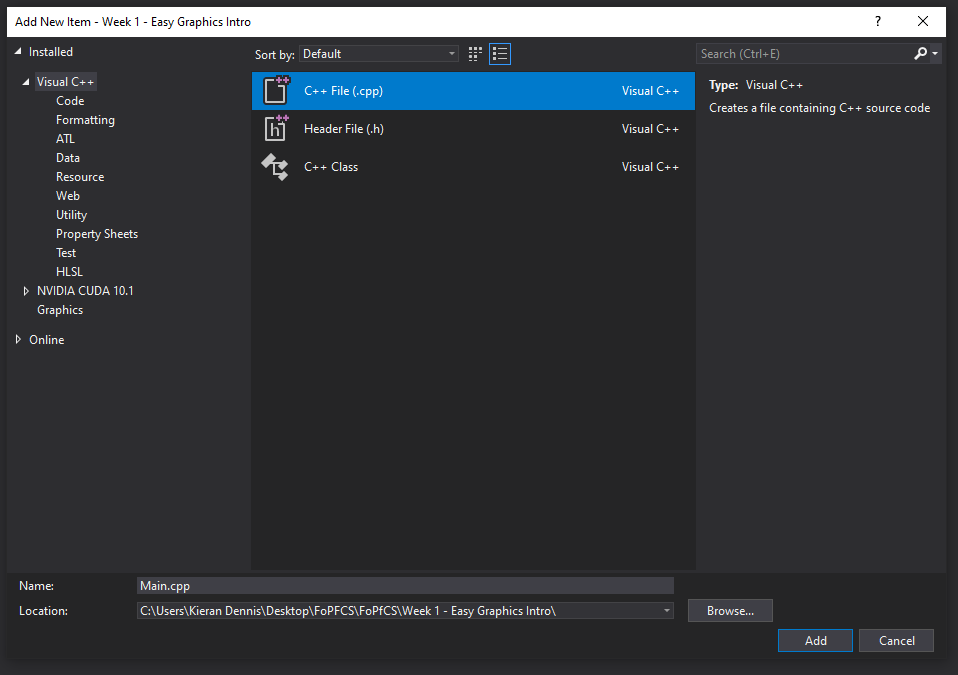 Add New Item - Week 1 - Easy Graphics Intro
?
Installed
Visual C++
Code
Formatting
ATL
Data
Resource
Web
Utility
Property Sheets
Test
HLSL
NVIDIA CUDA 10.1
Graphics
Online
Sort by: Default
C++ File (.cpp) Visual C++
Header File (.h) Visual C++
C++ Class Visual C++
Search (Ctrl+E)
Type: Visual C++
Creates a file containing C++ source code
Name: Main.cpp
Location: C:\Users\Kieran Dennis\Desktop\FoPFCS\FoPfCS\Week 1 - Easy Graphics Intro\
Browse...
Add Cancel